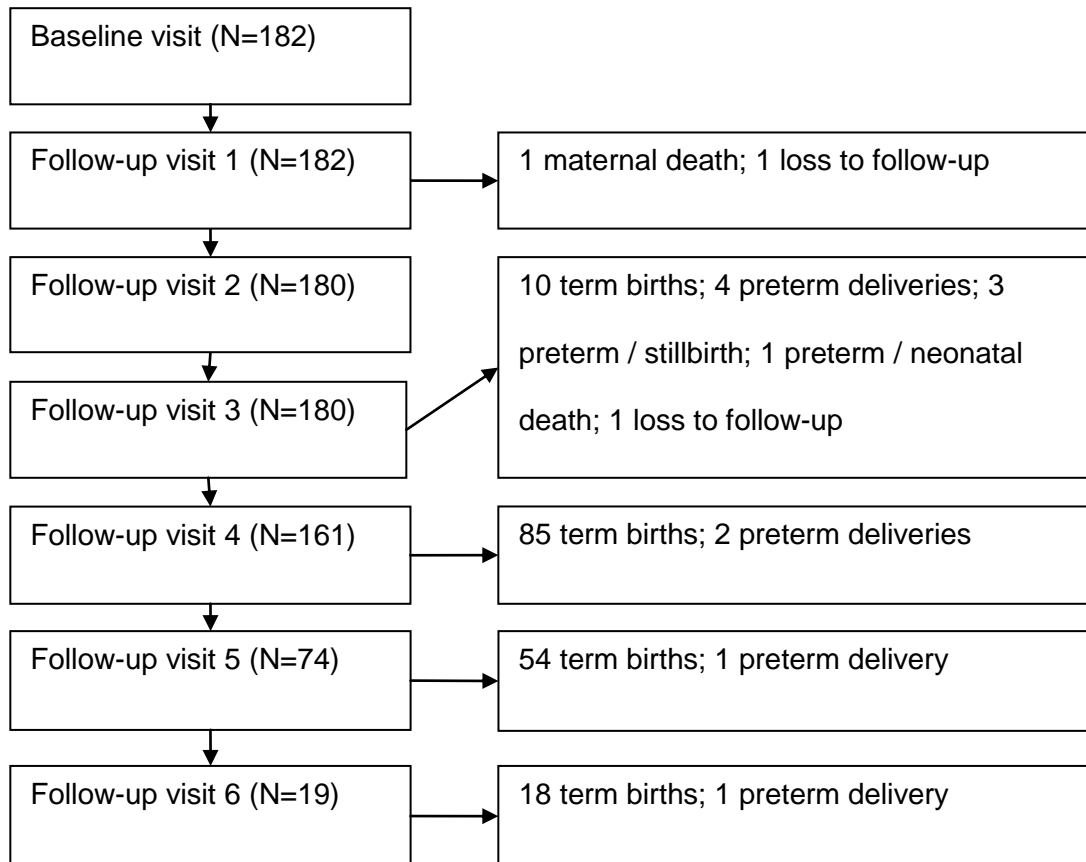 Baseline visit (N=182)
Follow-up visit 1 (N=182)
1 maternal death; 1 loss to follow-up
Follow-up visit 2 (N=180)
10 term births; 4 preterm deliveries; 3
preterm / stillbirth; 1 preterm / neonatal
death; 1 loss to follow-up
Follow-up visit 3 (N=180)
Follow-up visit 4 (N=161)
85 term births; 2 preterm deliveries
Follow-up visit 5 (N=74)
54 term births; 1 preterm delivery
Follow-up visit 6 (N=19)
18 term births; 1 preterm delivery